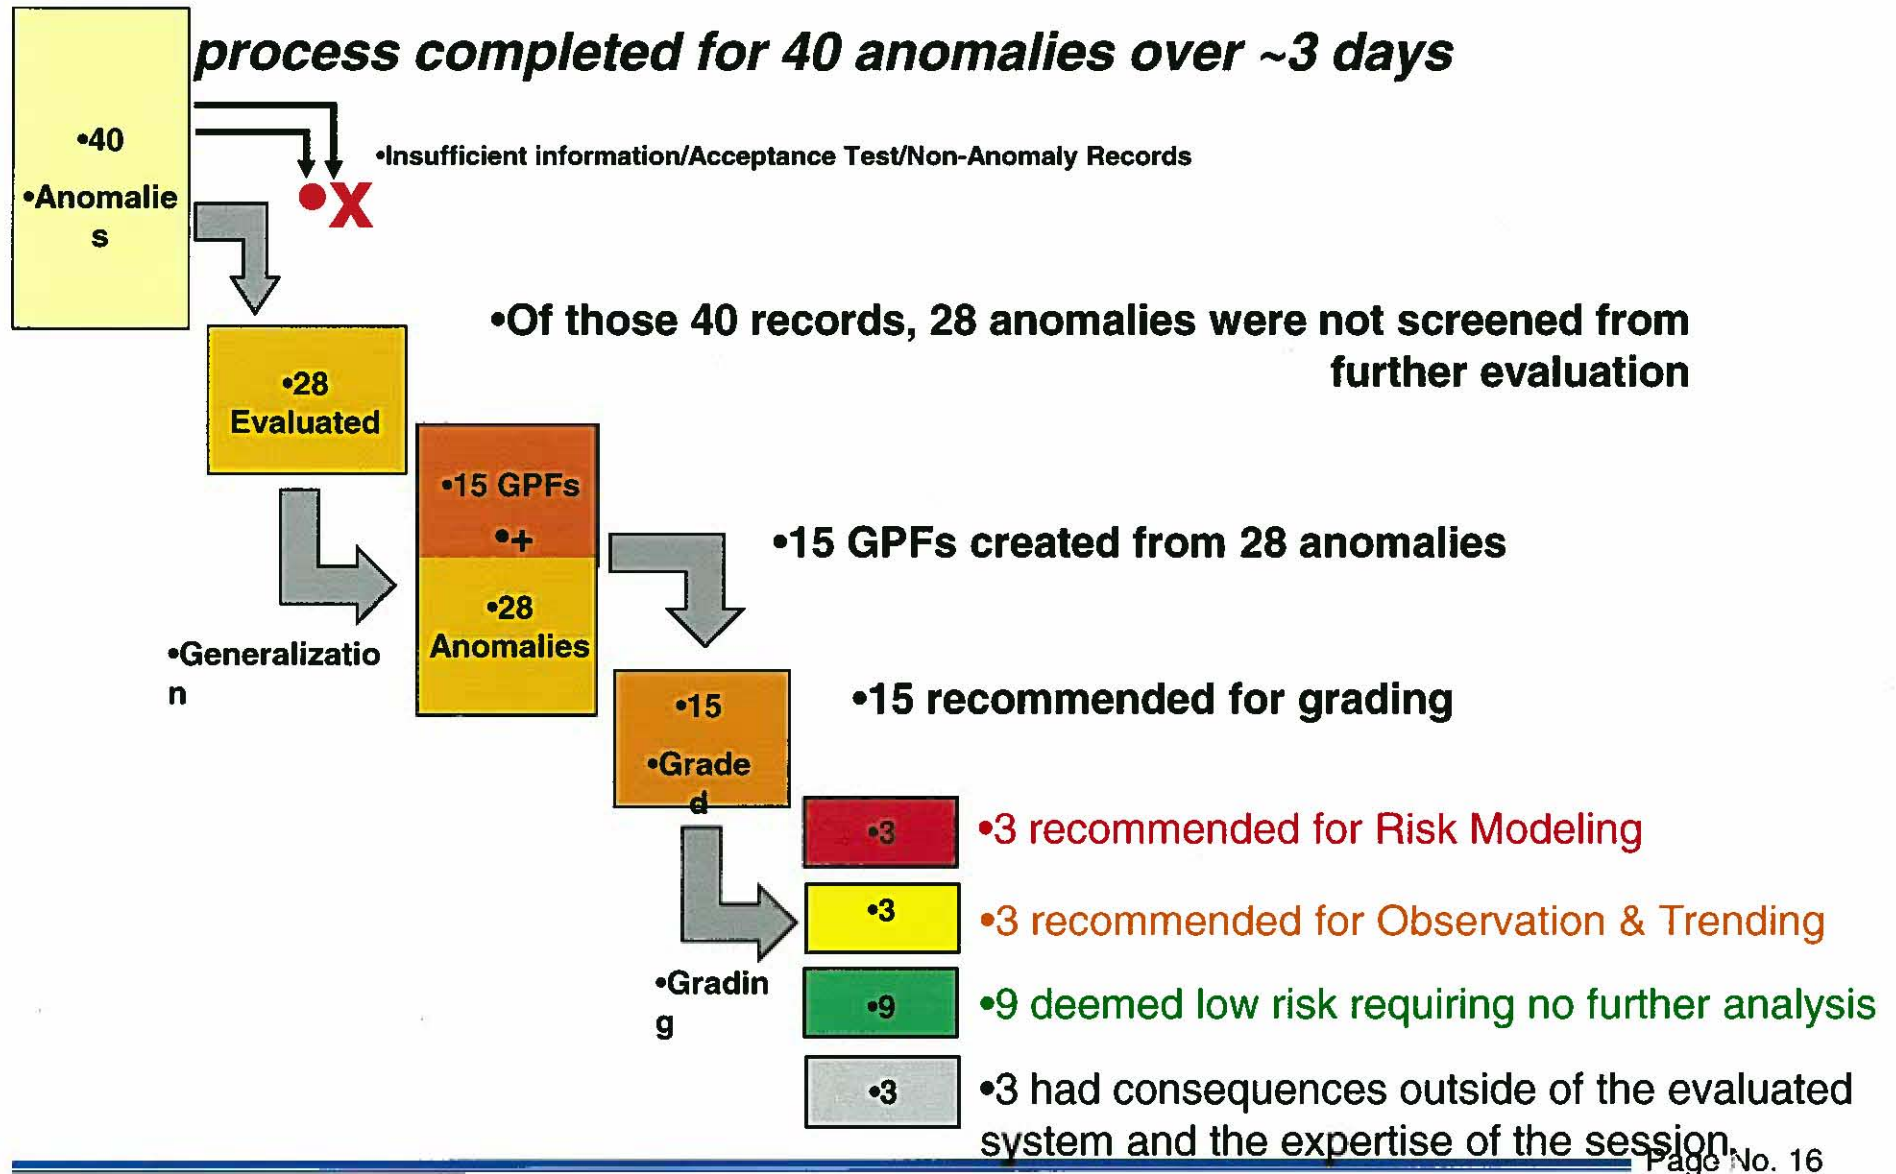 process completed for 40 anomalies over ~3 days
•40
•Anomalie
s
•Insufficient information/Acceptance Test/Non-Anomaly Records
•X
•Of those 40 records, 28 anomalies were not screened from
further evaluation
•28
Evaluated
•15 GPFs
•+
•28
Anomalies
•15 GPFs created from 28 anomalies
•Generalizatio
n
•15
•Grade
d
•15 recommended for grading
•3
•3 recommended for Risk Modeling
•3
•3 recommended for Observation & Trending
•Gradin
g
•9
•9 deemed low risk requiring no further analysis
•3
•3 had consequences outside of the evaluated
system and the expertise of the session.
Page No. 16